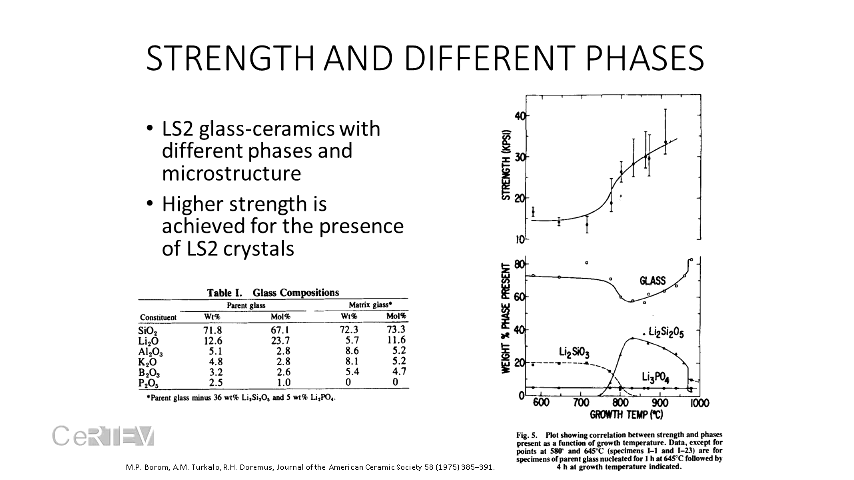 STRENGTH AND DIFFERENT PHASES
• LS2 glass-ceramics with
different phases and
microstructure
• Higher strength is
achieved for the presence
of LS2 crystals
Table I. Glass Compositions
Parent glass Matrix glass*
Constituent Wt% Mol% Wt% Mol%
SiO₂ 71.8 67.1 72.3 73.3
Li₂O 12.6 23.7 5.7 11.6
Al₂O₃ 5.1 2.8 8.6 5.2
K₂O 4.8 2.8 8.1 5.2
B₂O₃ 3.2 2.6 5.4 4.7
P₂O₅ 2.5 1.0 0 0
*Parent glass minus 36 wt% Li₂Si₂O₅ and 5 wt% Li₃PO₄.
STRENGTH (KPSI)
40
30
20
10
WEIGHT % PHASE PRESENT
80
60
40
20
0
GLASS
Li₂Si₂O₅
Li₂SiO₃
Li₃PO₄
600 700 800 900 1000
GROWTH TEMP (°C)
Fig. 5. Plot showing correlation between strength and phases
present as a function of growth temperature. Data, except for
points at 580° and 645°C (specimens I-1 and I-23) are for
specimens of parent glass nucleated for 1 h at 645°C followed by
4 h at growth temperature indicated.
CeRTEV
M.P. Borom, A.M. Turkalo, R.H. Doremus, Journal of the American Ceramic Society 58 (1975) 385–391.